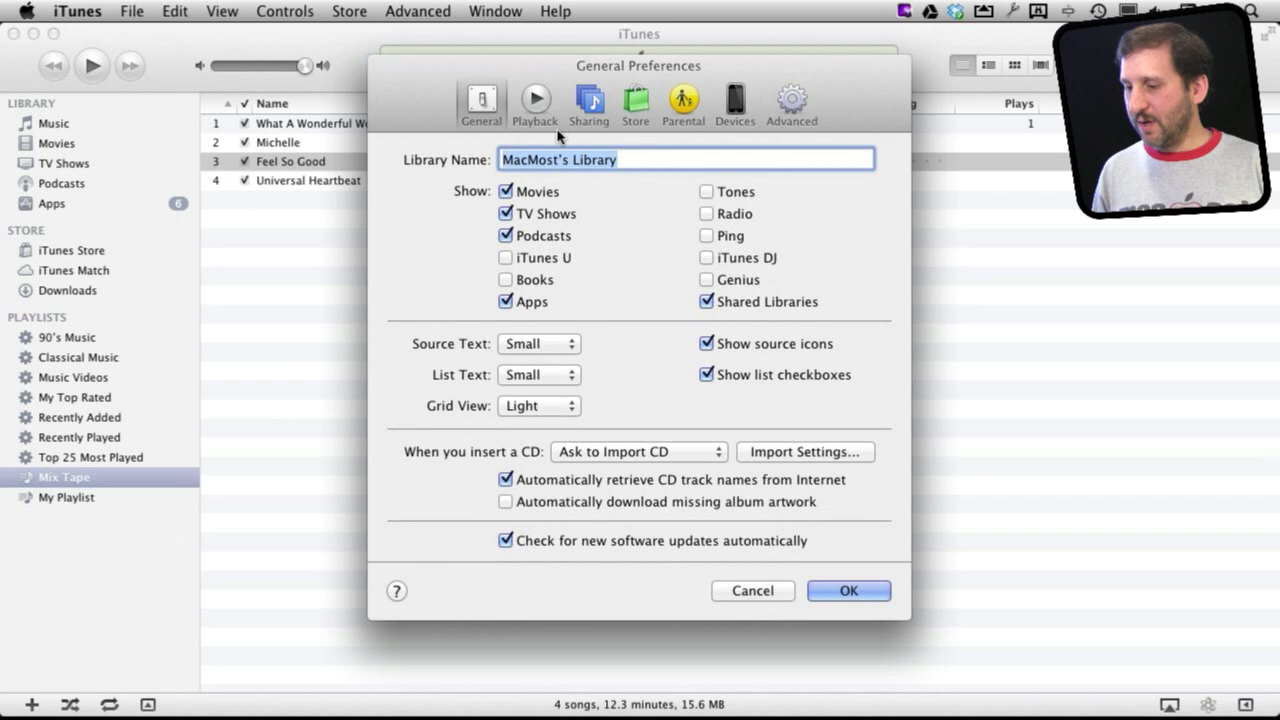 iTunes File Edit View Controls Store Advanced Window Help
iTunes
General Preferences
General Playback Sharing Store Parental Devices Advanced
LIBRARY
Music
Movies
TV Shows
Podcasts
Apps 6
STORE
iTunes Store
iTunes Match
Downloads
PLAYLISTS
90's Music
Classical Music
Music Videos
My Top Rated
Recently Added
Recently Played
Top 25 Most Played
Mix Tape
My Playlist
Name Plays
1 What A Wonderful 1
2 Michelle
3 Feel So Good
4 Universal Heartbeat
Library Name: MacMost's Library
Show: Movies Tones
TV Shows Radio
Podcasts Ping
iTunes U iTunes DJ
Books Genius
Apps Shared Libraries
Source Text: Small Show source icons
List Text: Small Show list checkboxes
Grid View: Light
When you insert a CD: Ask to Import CD Import Settings...
Automatically retrieve CD track names from Internet
Automatically download missing album artwork
Check for new software updates automatically
? Cancel OK
4 songs, 12.3 minutes, 15.6 MB